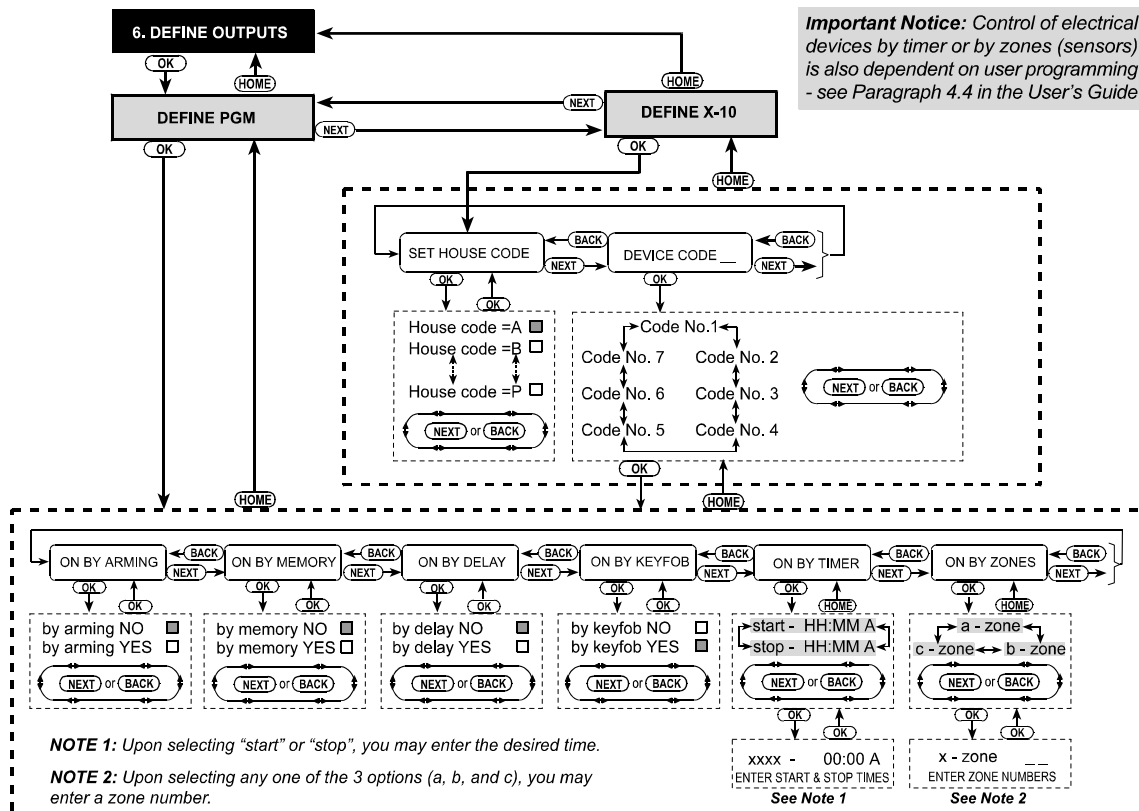 6. DEFINE OUTPUTS
Important Notice: Control of electrical
devices by timer or by zones (sensors)
is also dependent on user programming
- see Paragraph 4.4 in the User's Guide
OK
HOME
HOME
DEFINE PGM
NEXT
NEXT
DEFINE X-10
OK
OK
HOME
SET HOUSE CODE
BACK
NEXT
DEVICE CODE __
BACK
NEXT
OK
OK
OK
House code =A
House code =B
House code =P
NEXT or BACK
Code No.1
Code No. 7
Code No. 2
Code No. 6
Code No. 3
Code No. 5
Code No. 4
NEXT or BACK
OK
HOME
HOME
ON BY ARMING
BACK
NEXT
ON BY MEMORY
BACK
NEXT
ON BY DELAY
BACK
NEXT
ON BY KEYFOB
BACK
NEXT
ON BY TIMER
BACK
NEXT
ON BY ZONES
BACK
NEXT
OK
OK
OK
OK
OK
OK
OK
OK
OK
HOME
OK
HOME
by arming NO
by arming YES
NEXT or BACK
by memory NO
by memory YES
NEXT or BACK
by delay NO
by delay YES
NEXT or BACK
by keyfob NO
by keyfob YES
NEXT or BACK
start - HH:MM A
stop - HH:MM A
NEXT or BACK
a - zone
c - zone
b - zone
NEXT or BACK
OK
OK
OK
OK
NOTE 1: Upon selecting “start” or “stop”, you may enter the desired time.
NOTE 2: Upon selecting any one of the 3 options (a, b, and c), you may
enter a zone number.
xxxx - 00:00 A
ENTER START & STOP TIMES
See Note 1
x - zone _ _
ENTER ZONE NUMBERS
See Note 2